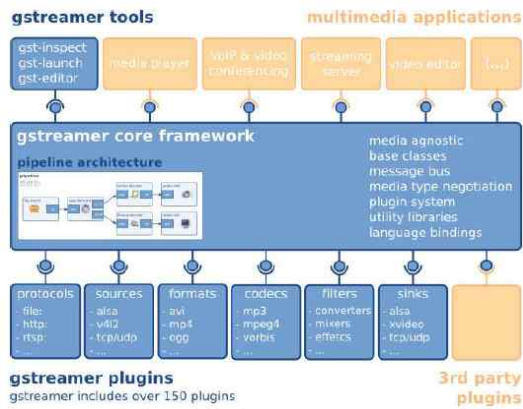 gstreamer tools
multimedia applications
gst-inspect
gst-launch
gst-editor
media player
VoIP & video
conferencing
streaming
server
video editor
(...)
gstreamer core framework
pipeline architecture
media agnostic
base classes
message bus
media type negotiation
plugin system
utility libraries
language bindings
protocols
- file:
- http:
- rtsp:
- ...
sources
- alsa
- v4l2
- tcp/udp
- ...
formats
- avi
- mp4
- ogg
- ...
codecs
- mp3
- mpeg4
- vorbis
- ...
filters
- converters
- mixers
- effetcs
- ...
sinks
- alsa
- xvideo
- tcp/udp
- ...
gstreamer plugins
gstreamer includes over 150 plugins
3rd party
plugins